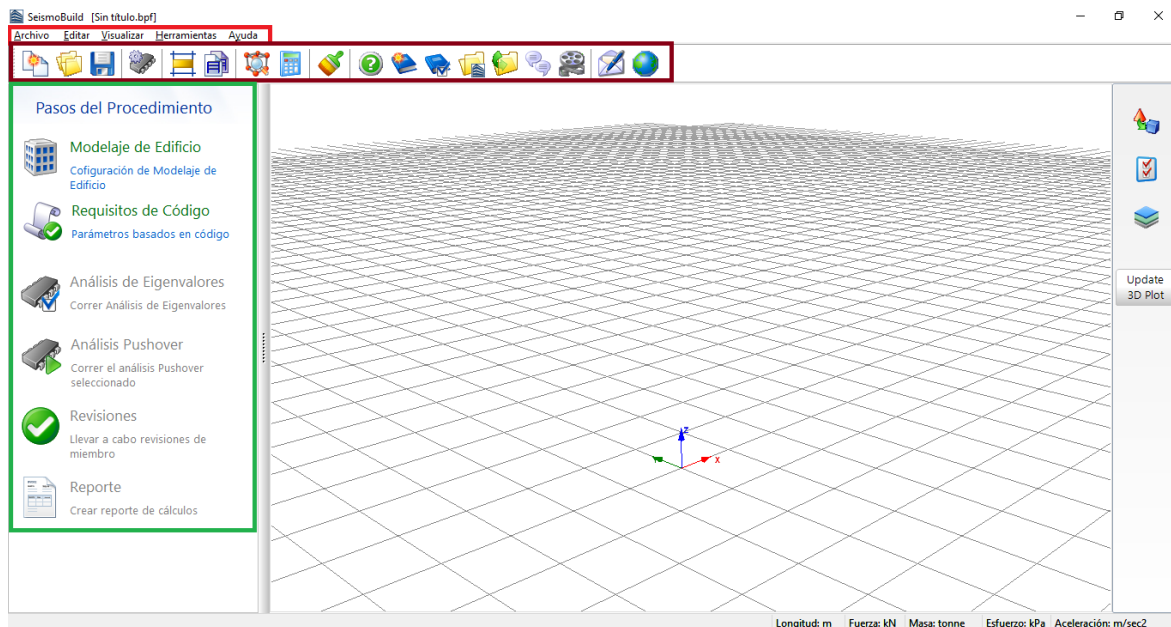 SeismoBuild [Sin título.bpf]
Archivo Editar Visualizar Herramientas Ayuda
Pasos del Procedimiento
Modelaje de Edificio
Cofiguración de Modelaje de
Edificio
Requisitos de Código
Parámetros basados en código
Análisis de Eigenvalores
Correr Análisis de Eigenvalores
Análisis Pushover
Correr el análisis Pushover
seleccionado
Revisiones
Llevar a cabo revisiones de
miembro
Reporte
Crear reporte de cálculos
Z
X
Update
3D Plot
Longitud: m Fuerza: kN Masa: tonne Esfuerzo: kPa Aceleración: m/sec2